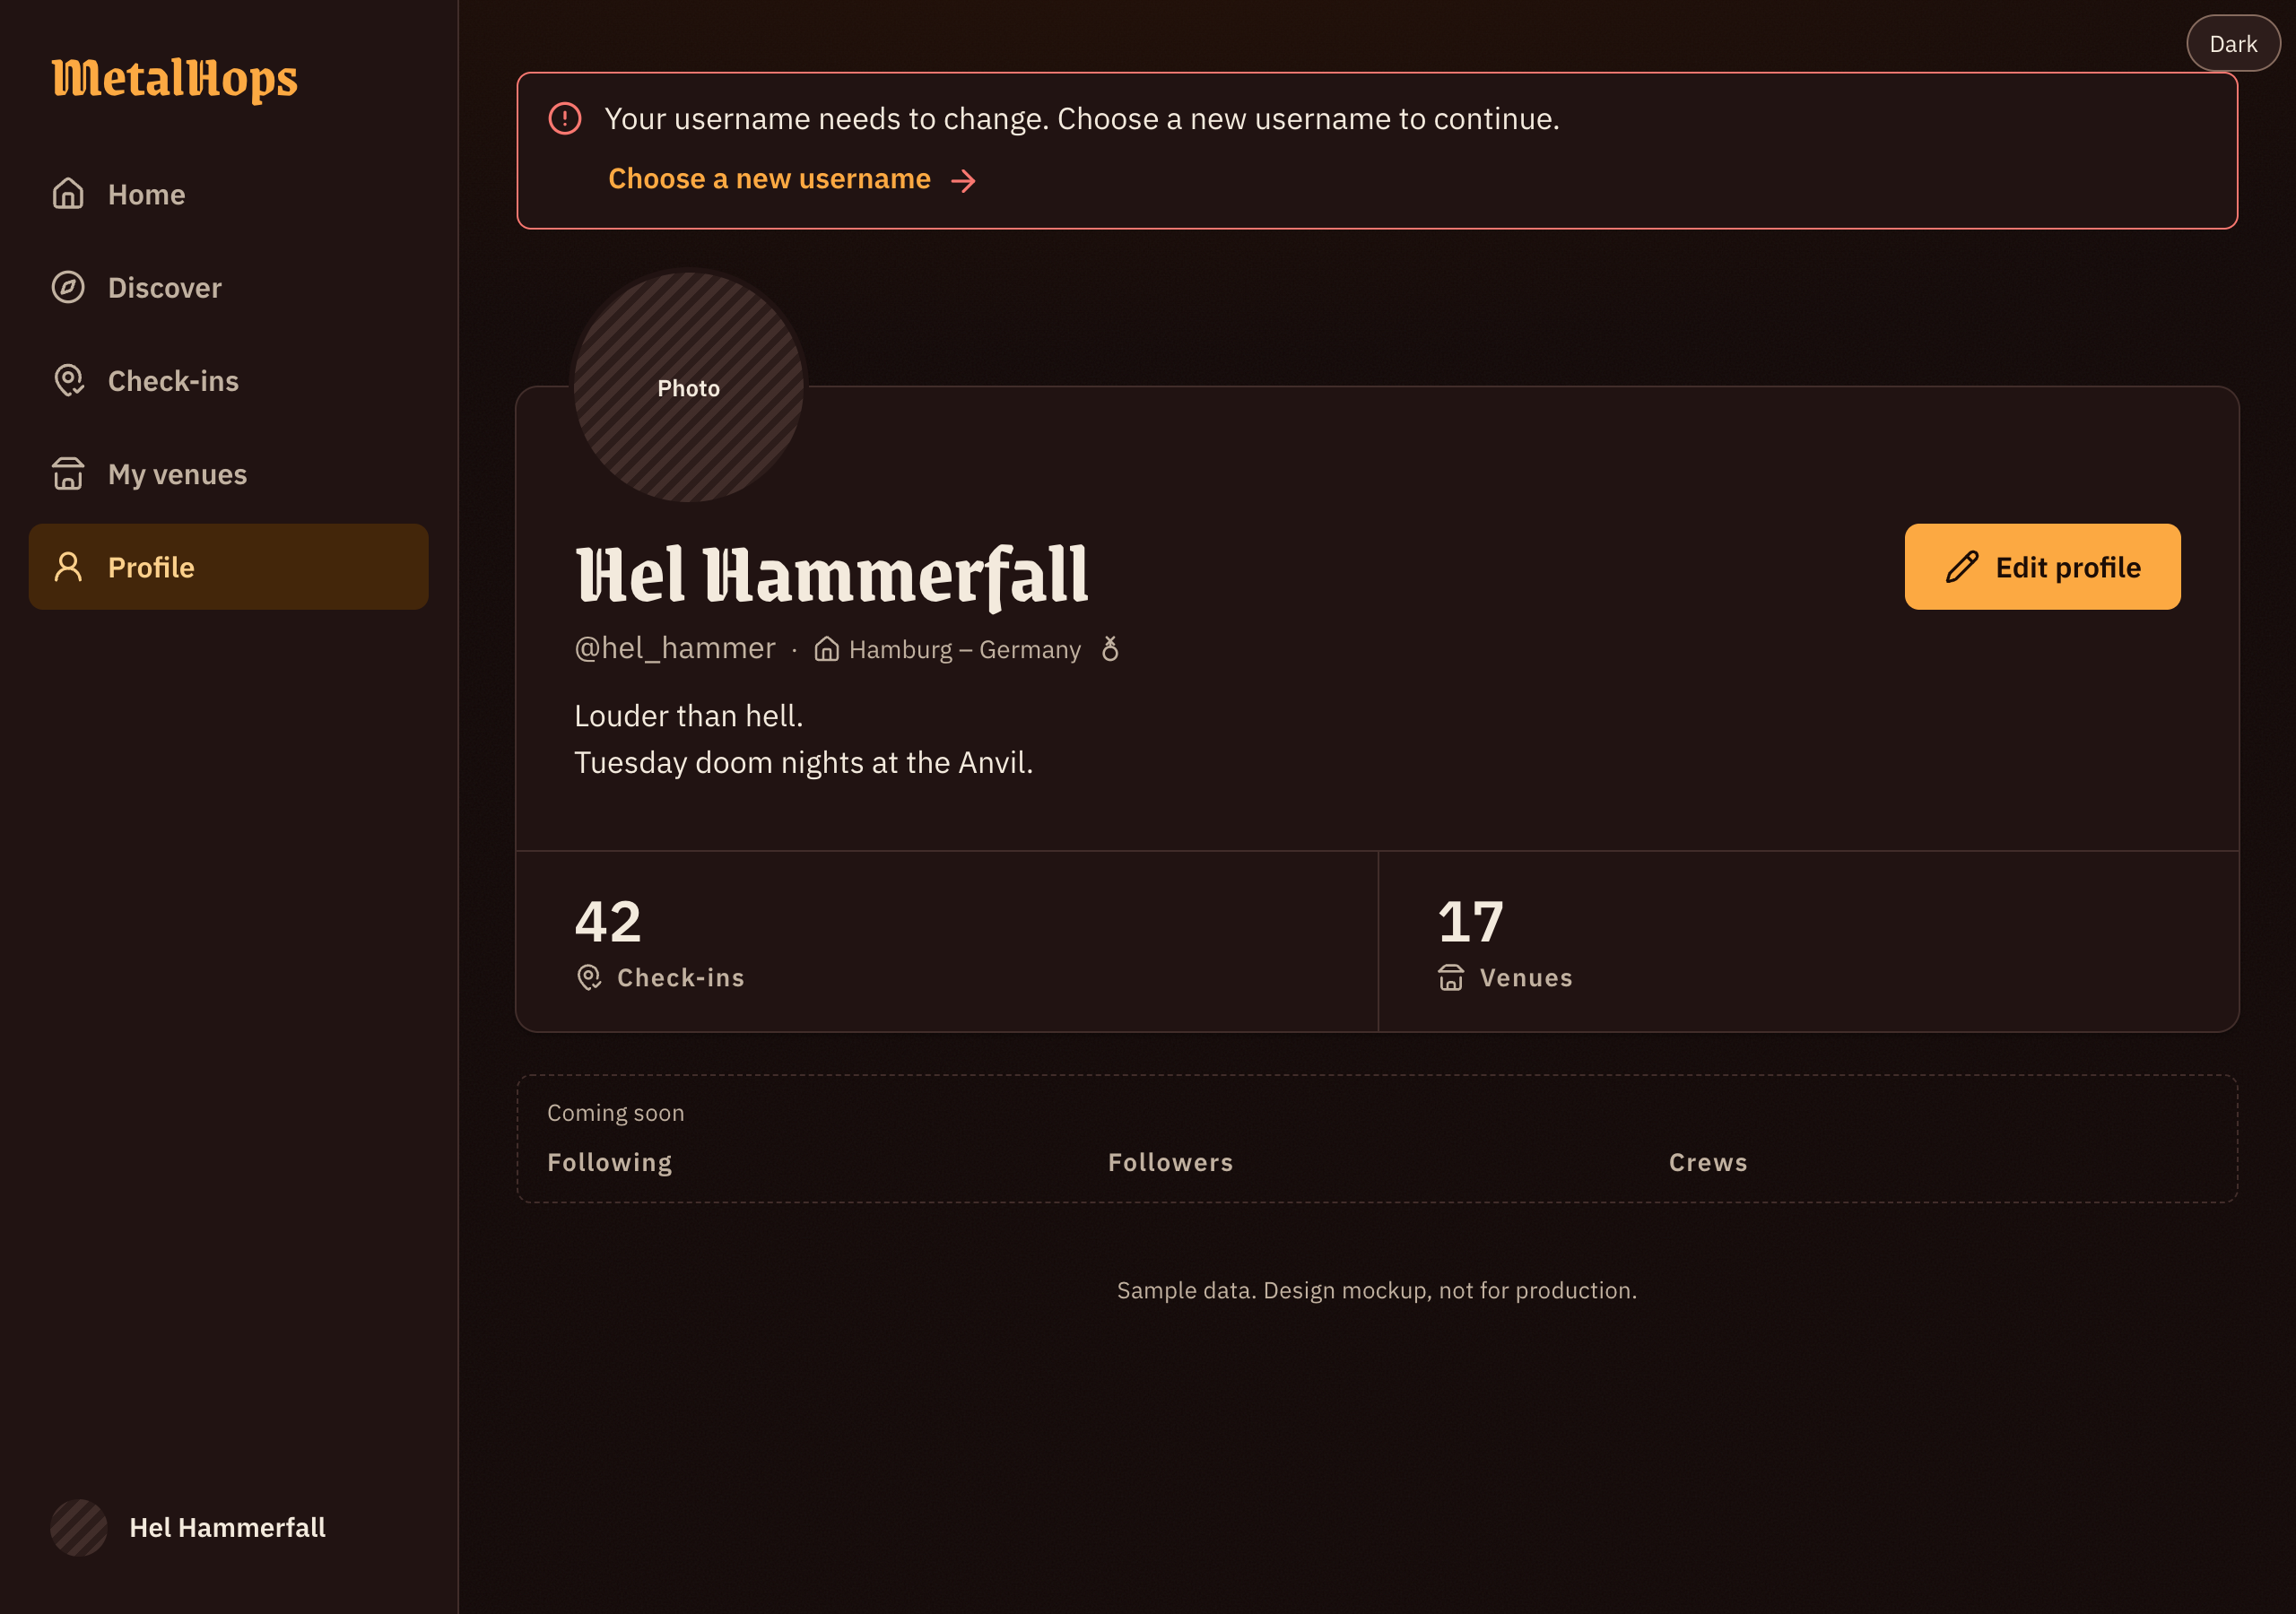 MetalHops
Home
Discover
Check-ins
My venues
Profile
Hel Hammerfall
Dark
Your username needs to change. Choose a new username to continue.
Choose a new username
Photo
Hel Hammerfall
@hel_hammer · Hamburg – Germany
Edit profile
Louder than hell.
Tuesday doom nights at the Anvil.
42
Check-ins
17
Venues
Coming soon
Following
Followers
Crews
Sample data. Design mockup, not for production.